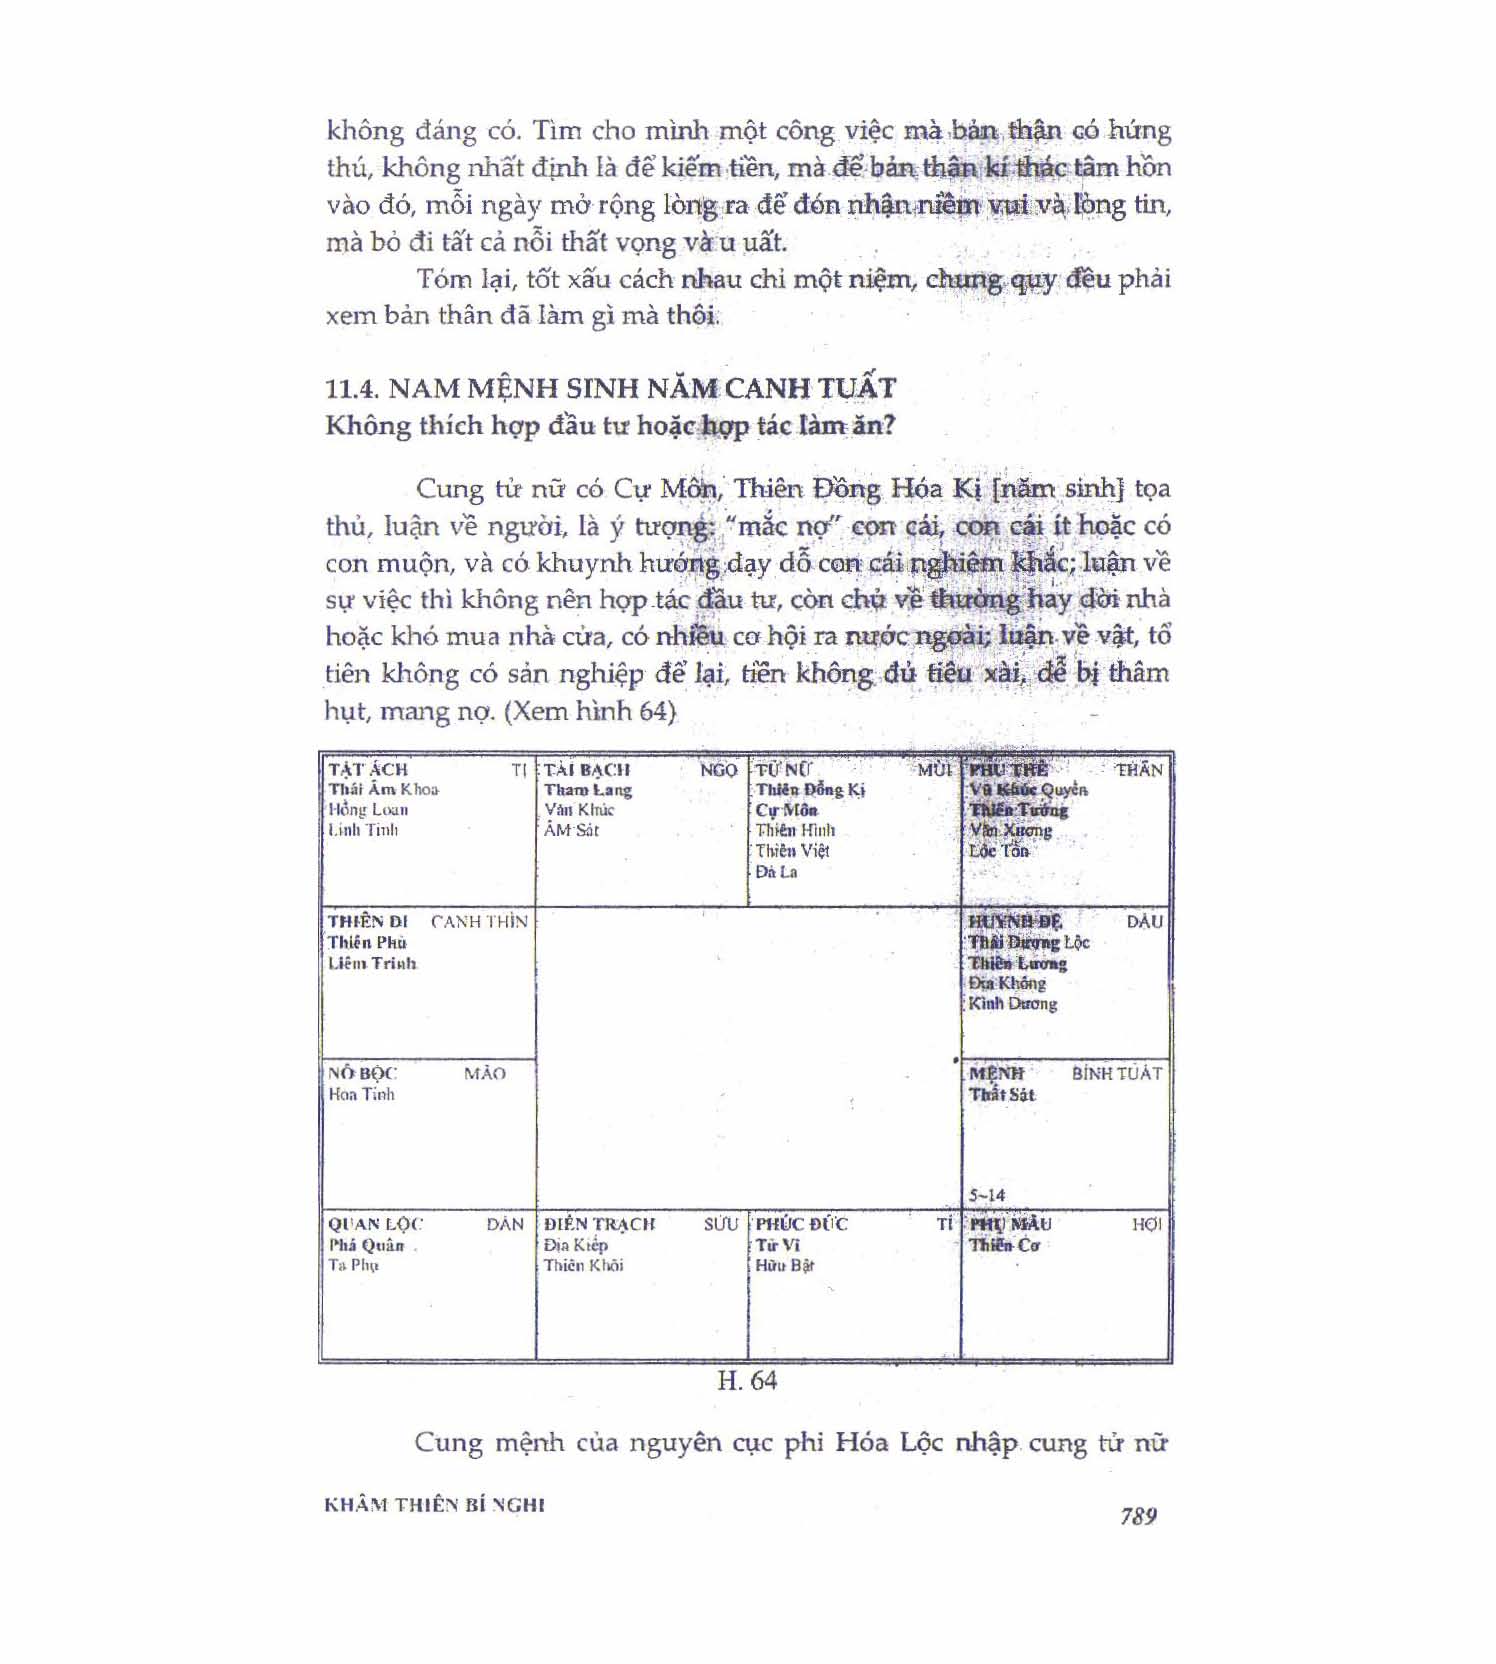 không đáng có. Tìm cho mình một công việc mà bản thân có hứng
thú, không nhất định là để kiếm tiền, mà để bản thân kí thác tâm hồn
vào đó, mỗi ngày mở rộng lòng ra để đón nhận niềm vui và lòng tin,
mà bỏ đi tất cả nỗi thất vọng và u uất.
Tóm lại, tốt xấu cách nhau chỉ một niệm, chung quy đều phải
xem bản thân đã làm gì mà thôi.
11.4. NAM MỆNH SINH NĂM CANH TUẤT
Không thích hợp đầu tư hoặc hợp tác làm ăn?
Cung tử nữ có Cự Môn, Thiên Đồng Hóa Kị [năm sinh] tọa
thủ, luận về người, là ý tượng: "mắc nợ" con cái, con cái ít hoặc có
con muộn, và có khuynh hướng dạy dỗ con cái nghiêm khắc; luận về
sự việc thì không nên hợp tác đầu tư, còn chủ về thường hay dời nhà
hoặc khó mua nhà cửa, có nhiều cơ hội ra nước ngoài; luận về vật, tổ
tiên không có sản nghiệp để lại, tiền không đủ tiêu xài, dễ bị thâm
hụt, mang nợ. (Xem hình 64)
TẬT ÁCH TỊ
Thái Âm Khoa
Hồng Loan
Linh Tinh
TÀI BẠCH NGỌ
Tham Lang
Văn Khúc
ÂM Sát
TỬ NỮ MÙI
Thiên Đồng Kị
Cự Môn
Thiên Hình
Thiên Việt
Đà La
PHU THÊ THÂN
Vũ Khúc Quyền
Thiên Tướng
Văn Xương
Lộc Tồn
THIÊN DI CANH THÌN
Thiên Phủ
Liêm Trinh
HUYNH ĐỆ DẬU
Thái Dương Lộc
Thiên Lương
Địa Không
Kình Dương
NÔ BỘC MÃO
Hỏa Tinh
MỆNH BÍNH TUẤT
Thất Sát
5~14
QUAN LỘC DẦN
Phá Quân
Tả Phụ
ĐIỀN TRẠCH SỬU
Địa Kiếp
Thiên Khôi
PHÚC ĐỨC TÍ
Tử Vi
Hữu Bật
PHỤ MẪU HỢI
Thiên Cơ
H. 64
Cung mệnh của nguyên cục phi Hóa Lộc nhập cung tử nữ
KHÂM THIÊN BÍ NGHI
789